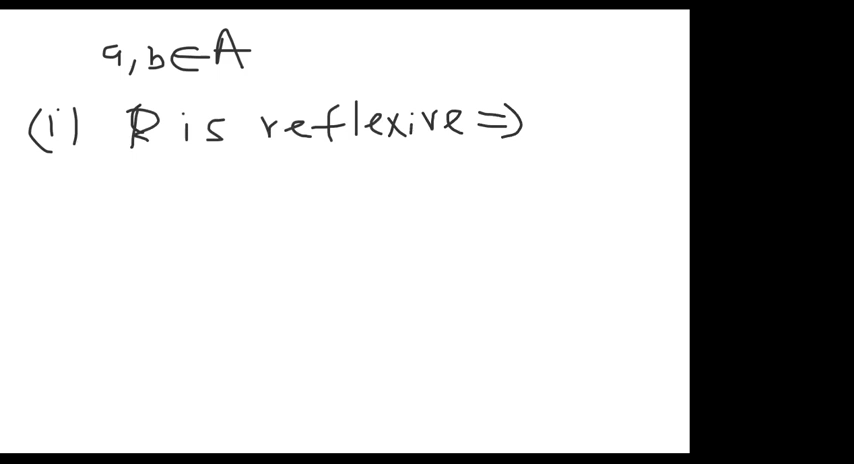 a, b ∈ A
(i) R is reflexive ⇒